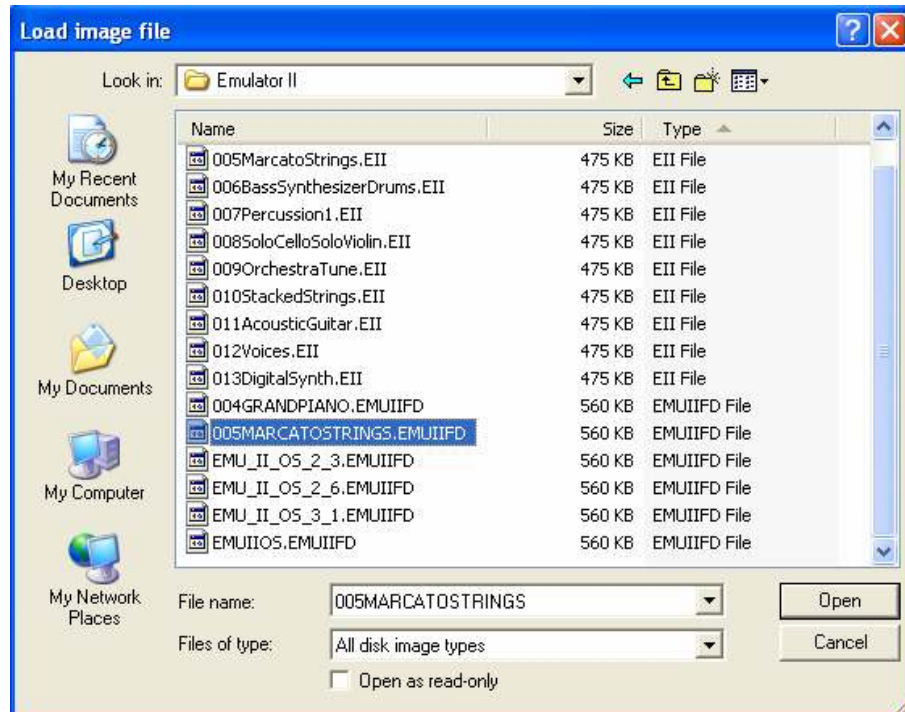 Load image file
Look in: Emulator II
My Recent
Documents
Desktop
My Documents
My Computer
My Network
Places
Name Size Type
005MarcatoStrings.EII 475 KB EII File
006BassSynthesizerDrums.EII 475 KB EII File
007Percussion1.EII 475 KB EII File
008SoloCelloSoloViolin.EII 475 KB EII File
009OrchestraTune.EII 475 KB EII File
010StackedStrings.EII 475 KB EII File
011AcousticGuitar.EII 475 KB EII File
012Voices.EII 475 KB EII File
013DigitalSynth.EII 475 KB EII File
004GRANDPIANO.EMUIIFD 560 KB EMUIIFD File
005MARCATOSTRINGS.EMUIIFD 560 KB EMUIIFD File
EMU_II_OS_2_3.EMUIIFD 560 KB EMUIIFD File
EMU_II_OS_2_6.EMUIIFD 560 KB EMUIIFD File
EMU_II_OS_3_1.EMUIIFD 560 KB EMUIIFD File
EMUIIOS.EMUIIFD 560 KB EMUIIFD File
File name: 005MARCATOSTRINGS Open
Files of type: All disk image types Cancel
Open as read-only